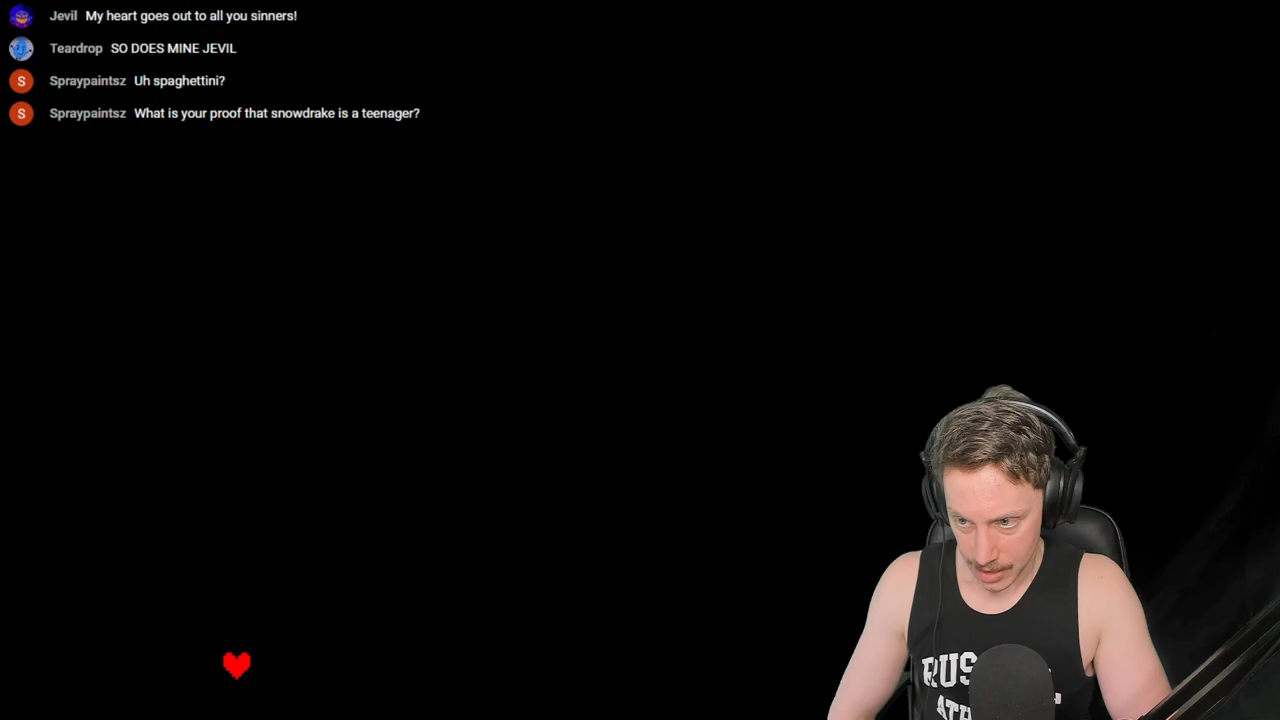 Jevil My heart goes out to all you sinners!
Teardrop SO DOES MINE JEVIL
S Spraypaintsz Uh spaghettini?
S Spraypaintsz What is your proof that snowdrake is a teenager?